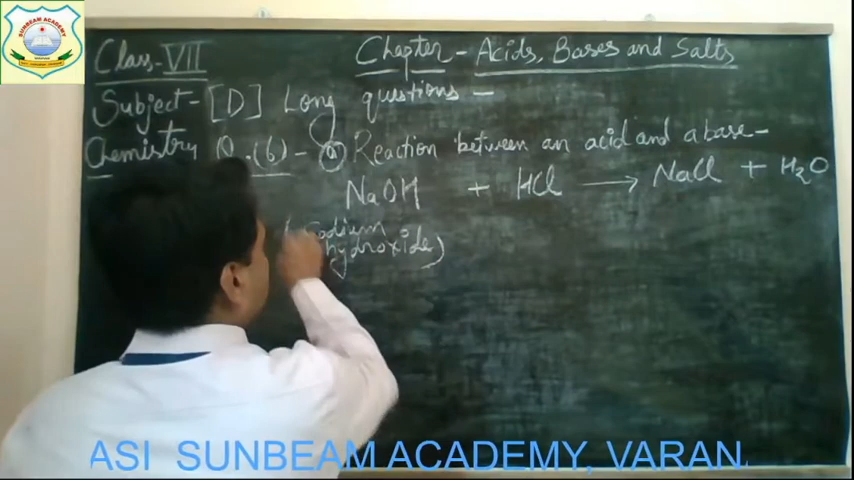 SUNBEAM ACADEMY
Class-VII
Chapter - Acids, Bases and Salts
Subject- [D] Long questions -
Chemistry Q.(6) - (a) Reaction between an acid and a base-
NaOH + HCl → NaCl + H₂O
(Sodium
hydroxide)
ASI SUNBEAM ACADEMY, VARAN